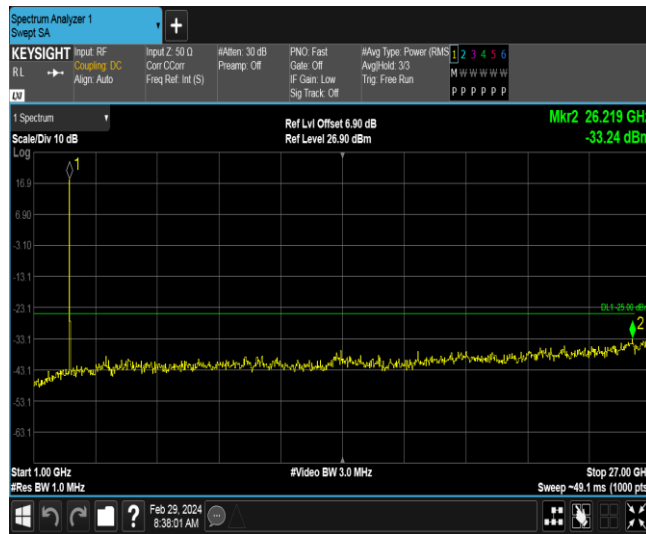 Spectrum Analyzer 1
Swept SA
KEYSIGHT
RL
LXI
Input: RF
Coupling: DC
Align: Auto
Input Z: 50 Ω
Corr CCorr
Freq Ref: Int (S)
#Atten: 30 dB
Preamp: Off
PNO: Fast
Gate: Off
IF Gain: Low
Sig Track: Off
#Avg Type: Power (RMS
Avg|Hold: 3/3
Trig: Free Run
1 2 3 4 5 6
M W W W W W
P P P P P P
1 Spectrum
Scale/Div 10 dB
Log
Ref Lvl Offset 6.90 dB
Ref Level 26.90 dBm
Mkr2 26.219 GHz
-33.24 dBm
1
16.9
6.90
-3.10
-13.1
-23.1
DL1 -25.00 dBm
2
-33.1
-43.1
-53.1
-63.1
Start 1.00 GHz
#Res BW 1.0 MHz
#Video BW 3.0 MHz
Stop 27.00 GH
Sweep ~49.1 ms (1000 pts
?
Feb 29, 2024
8:38:01 AM